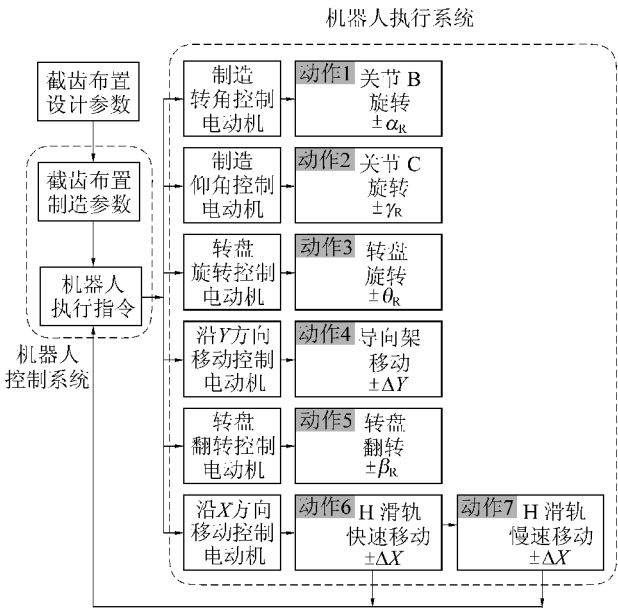 机器人执行系统
截齿布置
设计参数
截齿布置
制造参数
机器人
执行指令
机器人
控制系统
制造
转角控制
电动机
动作1 关节 B
旋转
±αR
制造
仰角控制
电动机
动作2 关节 C
旋转
±γR
转盘
旋转控制
电动机
动作3 转盘
旋转
±θR
沿Y方向
移动控制
电动机
动作4 导向架
移动
±ΔY
转盘
翻转控制
电动机
动作5 转盘
翻转
±βR
沿X方向
移动控制
电动机
动作6 H 滑轨
快速移动
±ΔX
动作7 H 滑轨
慢速移动
±ΔX